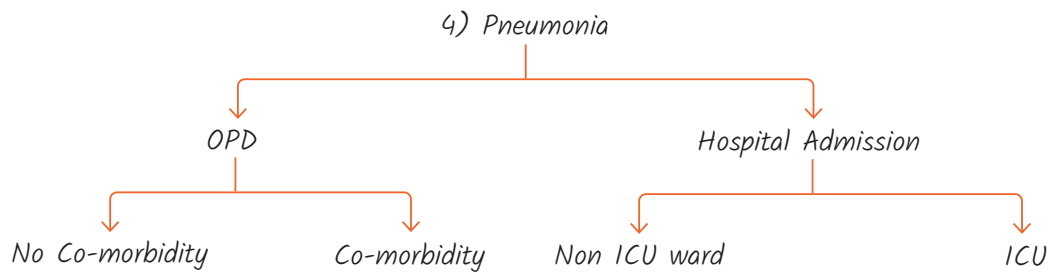 4) Pneumonia
OPD Hospital Admission
No Co-morbidity Co-morbidity Non ICU ward ICU